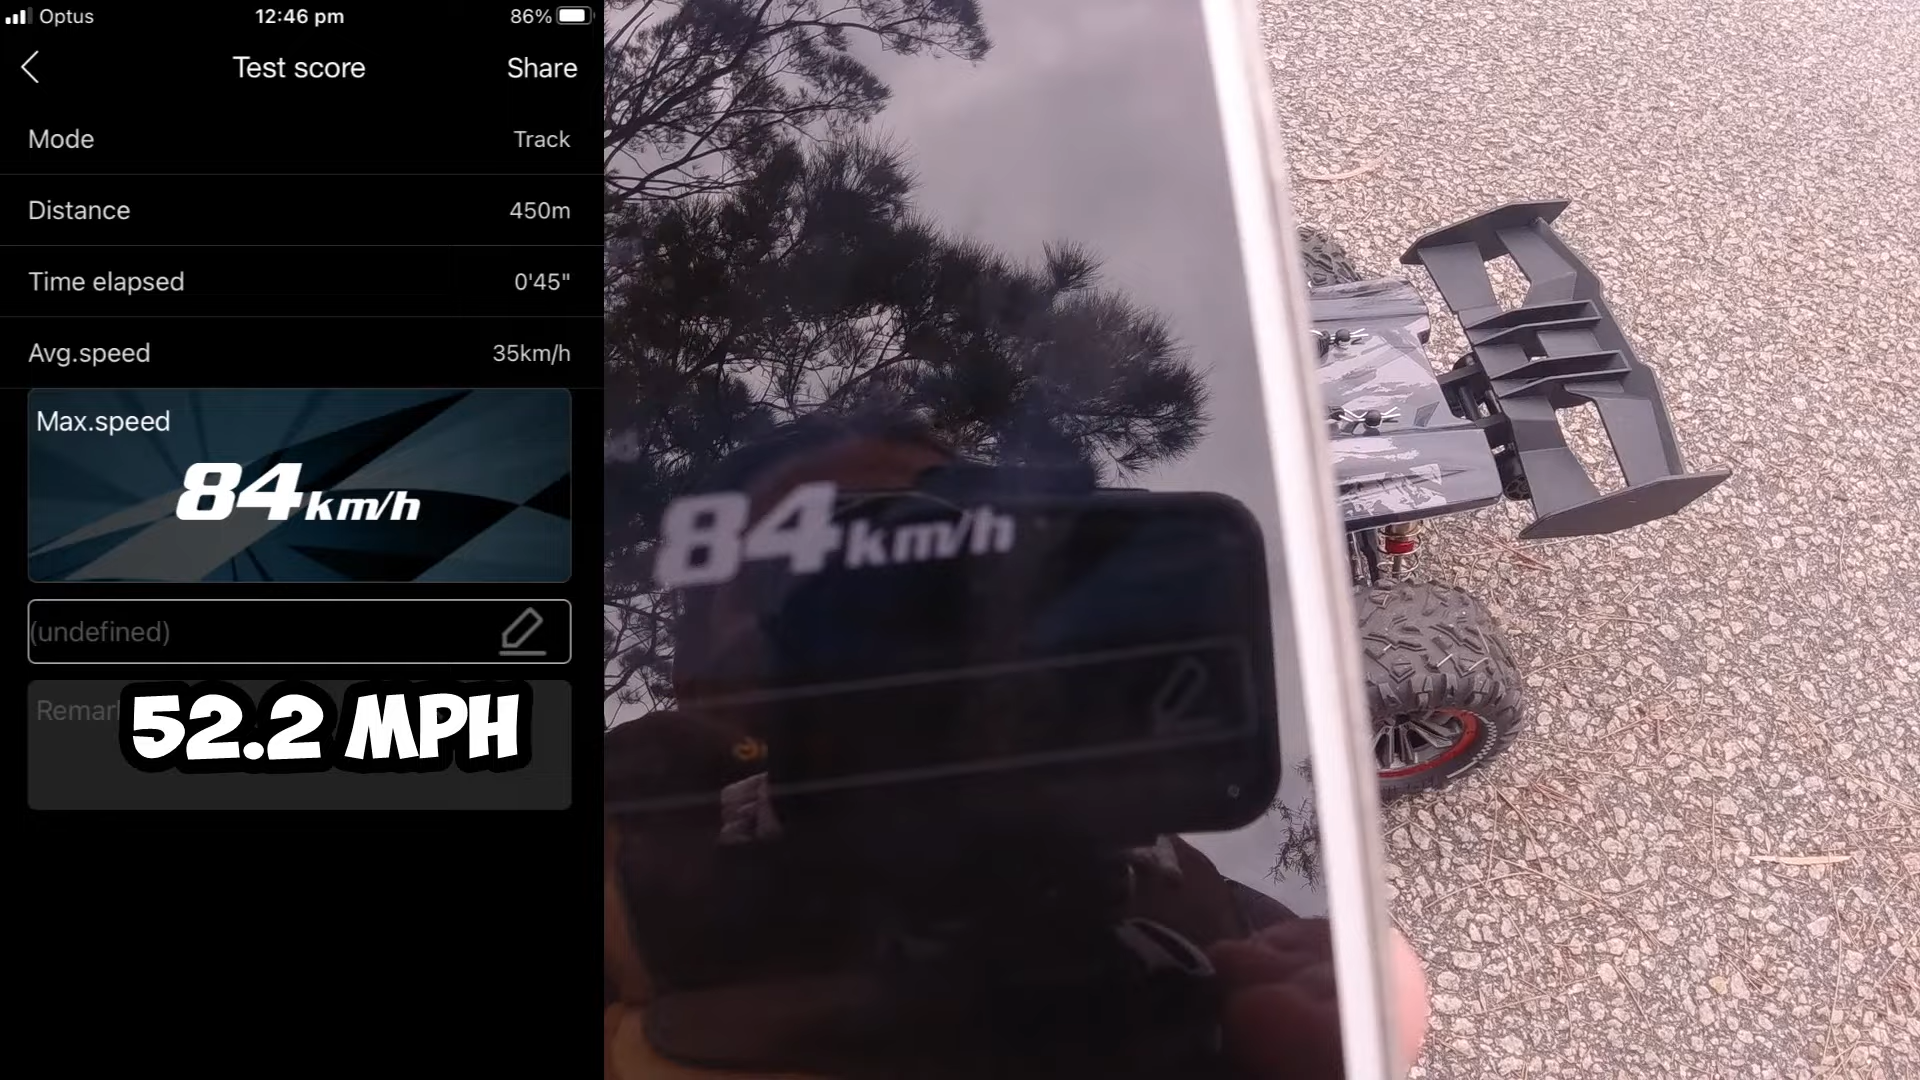 Optus 12:46 pm 86%
Test score Share
Mode Track
Distance 450m
Time elapsed 0'45"
Avg.speed 35km/h
Max.speed
84km/h
(undefined)
52.2 MPH
84km/h